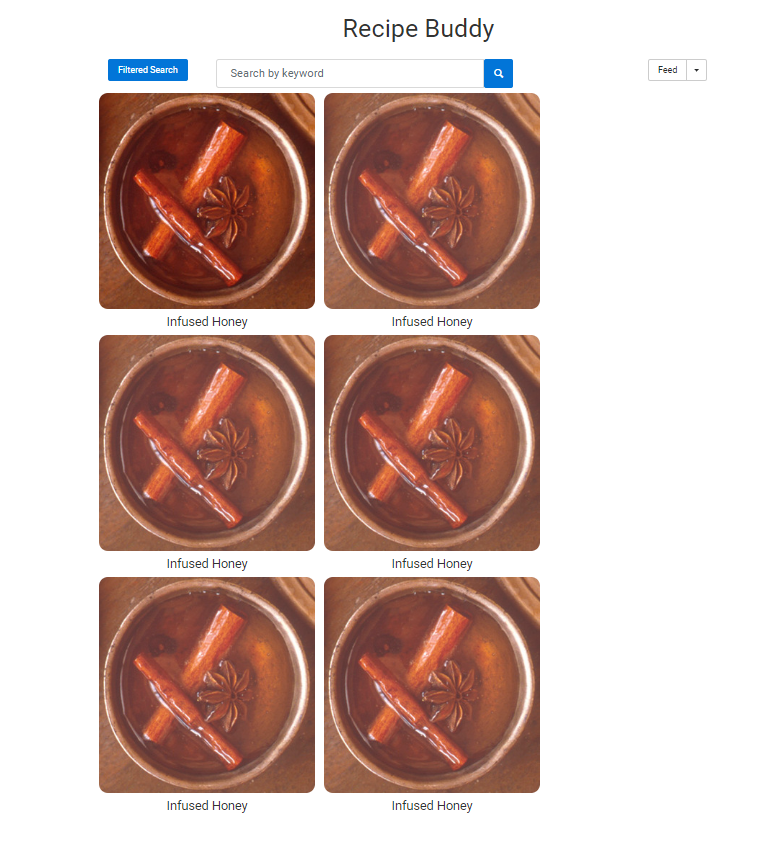 Recipe Buddy
Filtered Search
Search by keyword
Feed
Infused Honey
Infused Honey
Infused Honey
Infused Honey
Infused Honey
Infused Honey